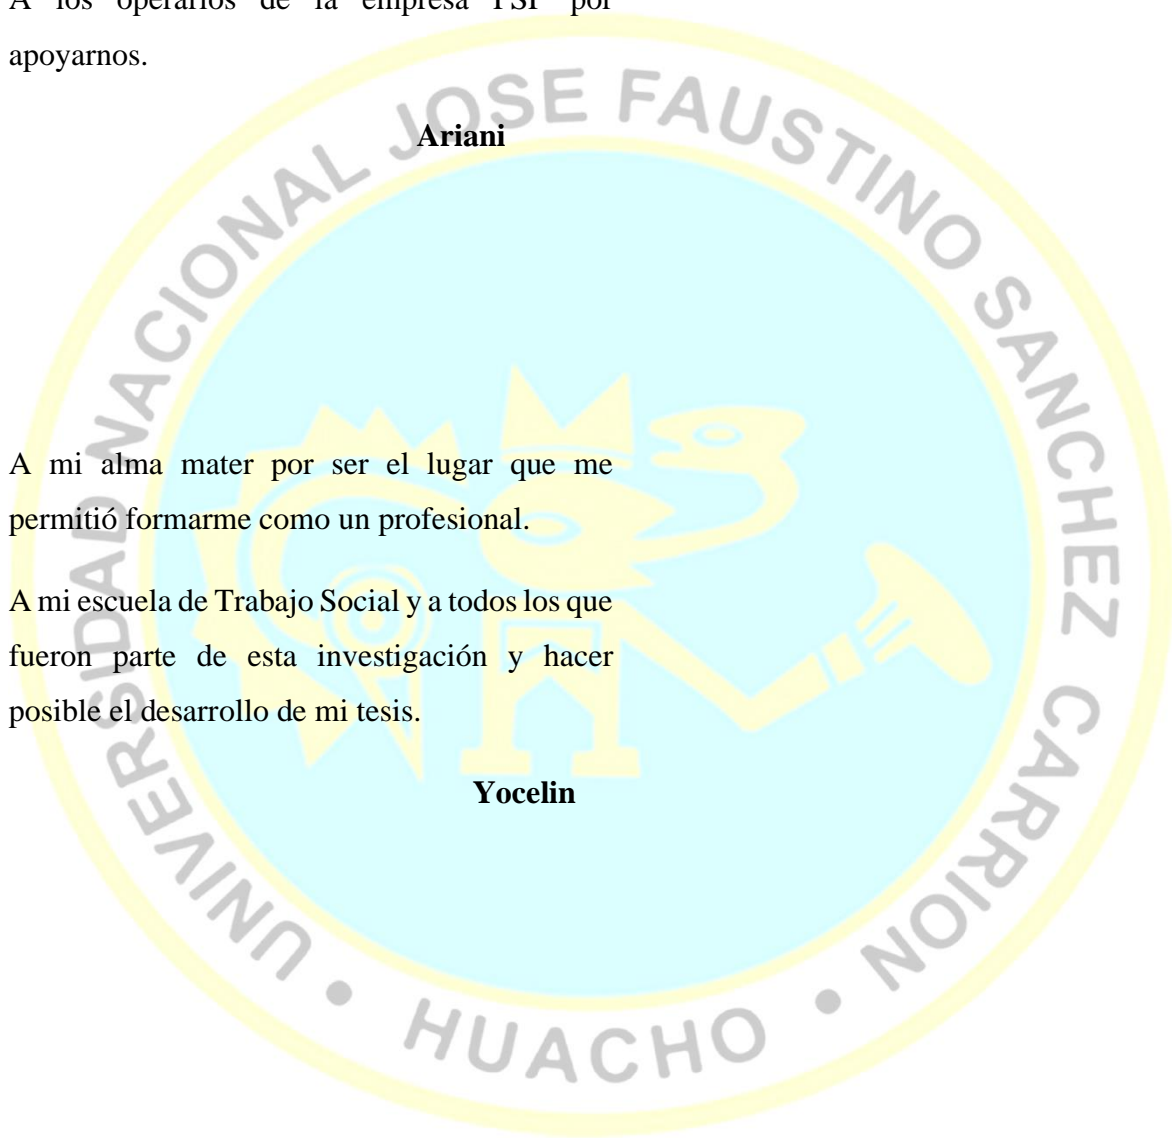 A los operarios de la empresa PSP por
apoyarnos.
Ariani
A mi alma mater por ser el lugar que me
permitió formarme como un profesional.
A mi escuela de Trabajo Social y a todos los que
fueron parte de esta investigación y hacer
posible el desarrollo de mi tesis.
Yocelin
UNIVERSIDAD NACIONAL JOSE FAUSTINO SANCHEZ CARRION • HUACHO •